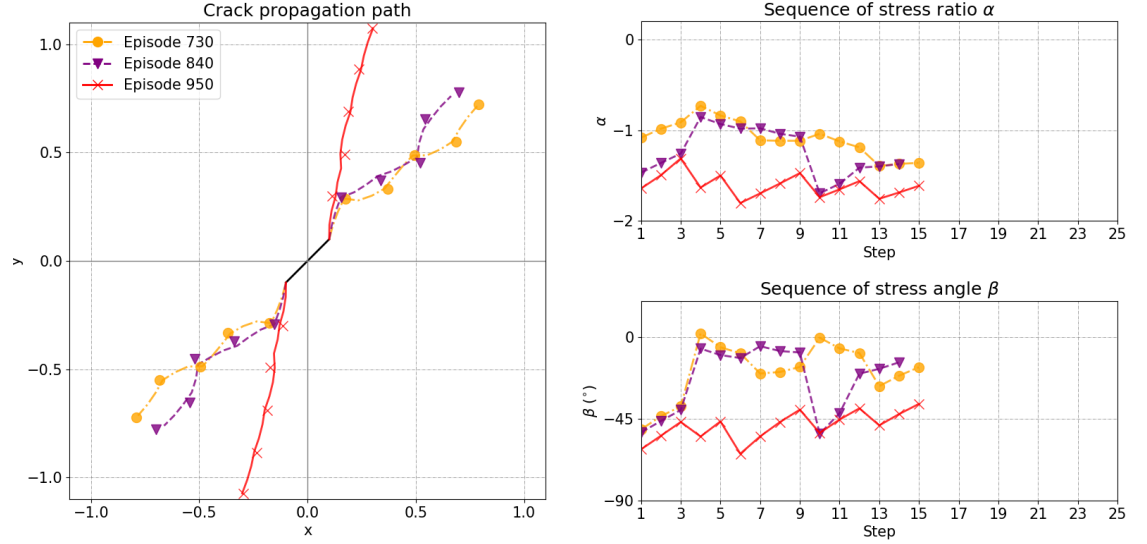 Crack propagation path
1.0
0.5
0.0
−0.5
−1.0
y
Episode 730
Episode 840
Episode 950
−1.0 −0.5 0.0 0.5 1.0
x
Sequence of stress ratio α
0
−1
−2
α
1 3 5 7 9 11 13 15 17 19 21 23 25
Step
Sequence of stress angle β
0
−45
−90
β (°)
1 3 5 7 9 11 13 15 17 19 21 23 25
Step